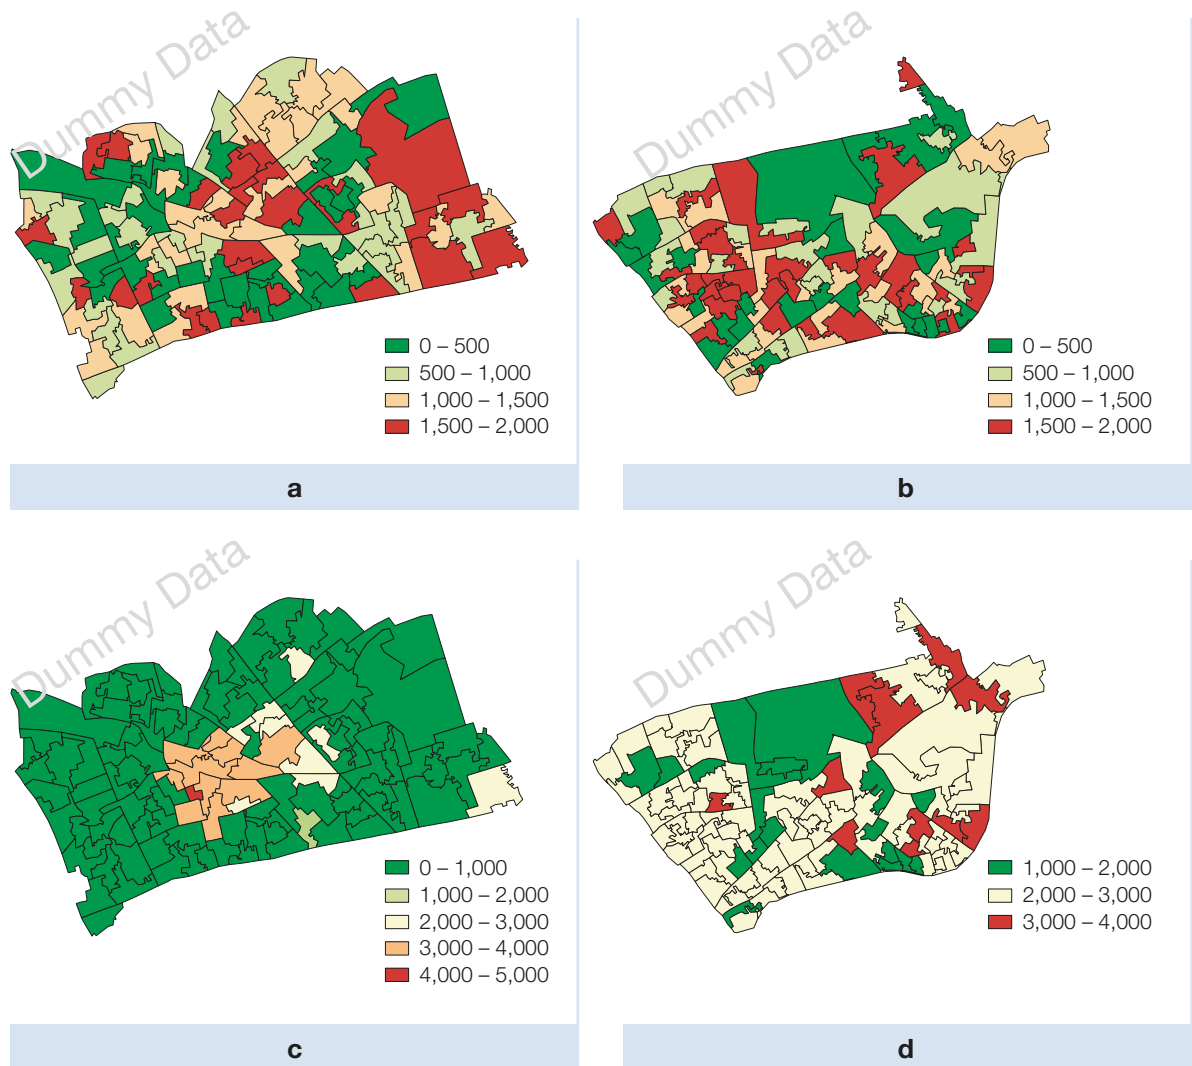 Dummy Data
0 – 500
500 – 1,000
1,000 – 1,500
1,500 – 2,000
a
Dummy Data
0 – 500
500 – 1,000
1,000 – 1,500
1,500 – 2,000
b
Dummy Data
0 – 1,000
1,000 – 2,000
2,000 – 3,000
3,000 – 4,000
4,000 – 5,000
c
Dummy Data
1,000 – 2,000
2,000 – 3,000
3,000 – 4,000
d